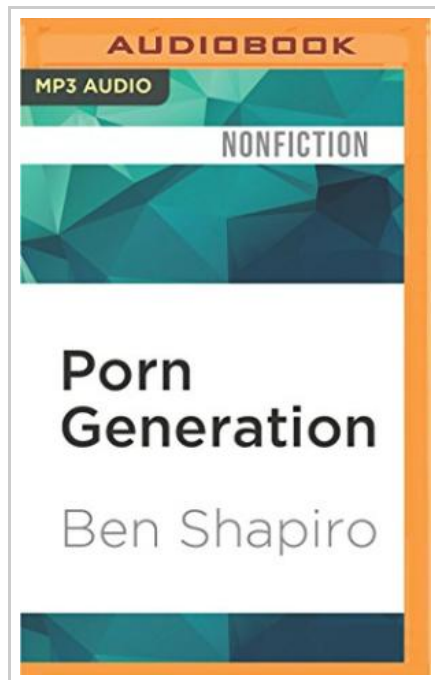 AUDIOBOOK
MP3 AUDIO
NONFICTION
Porn
Generation
Ben Shapiro